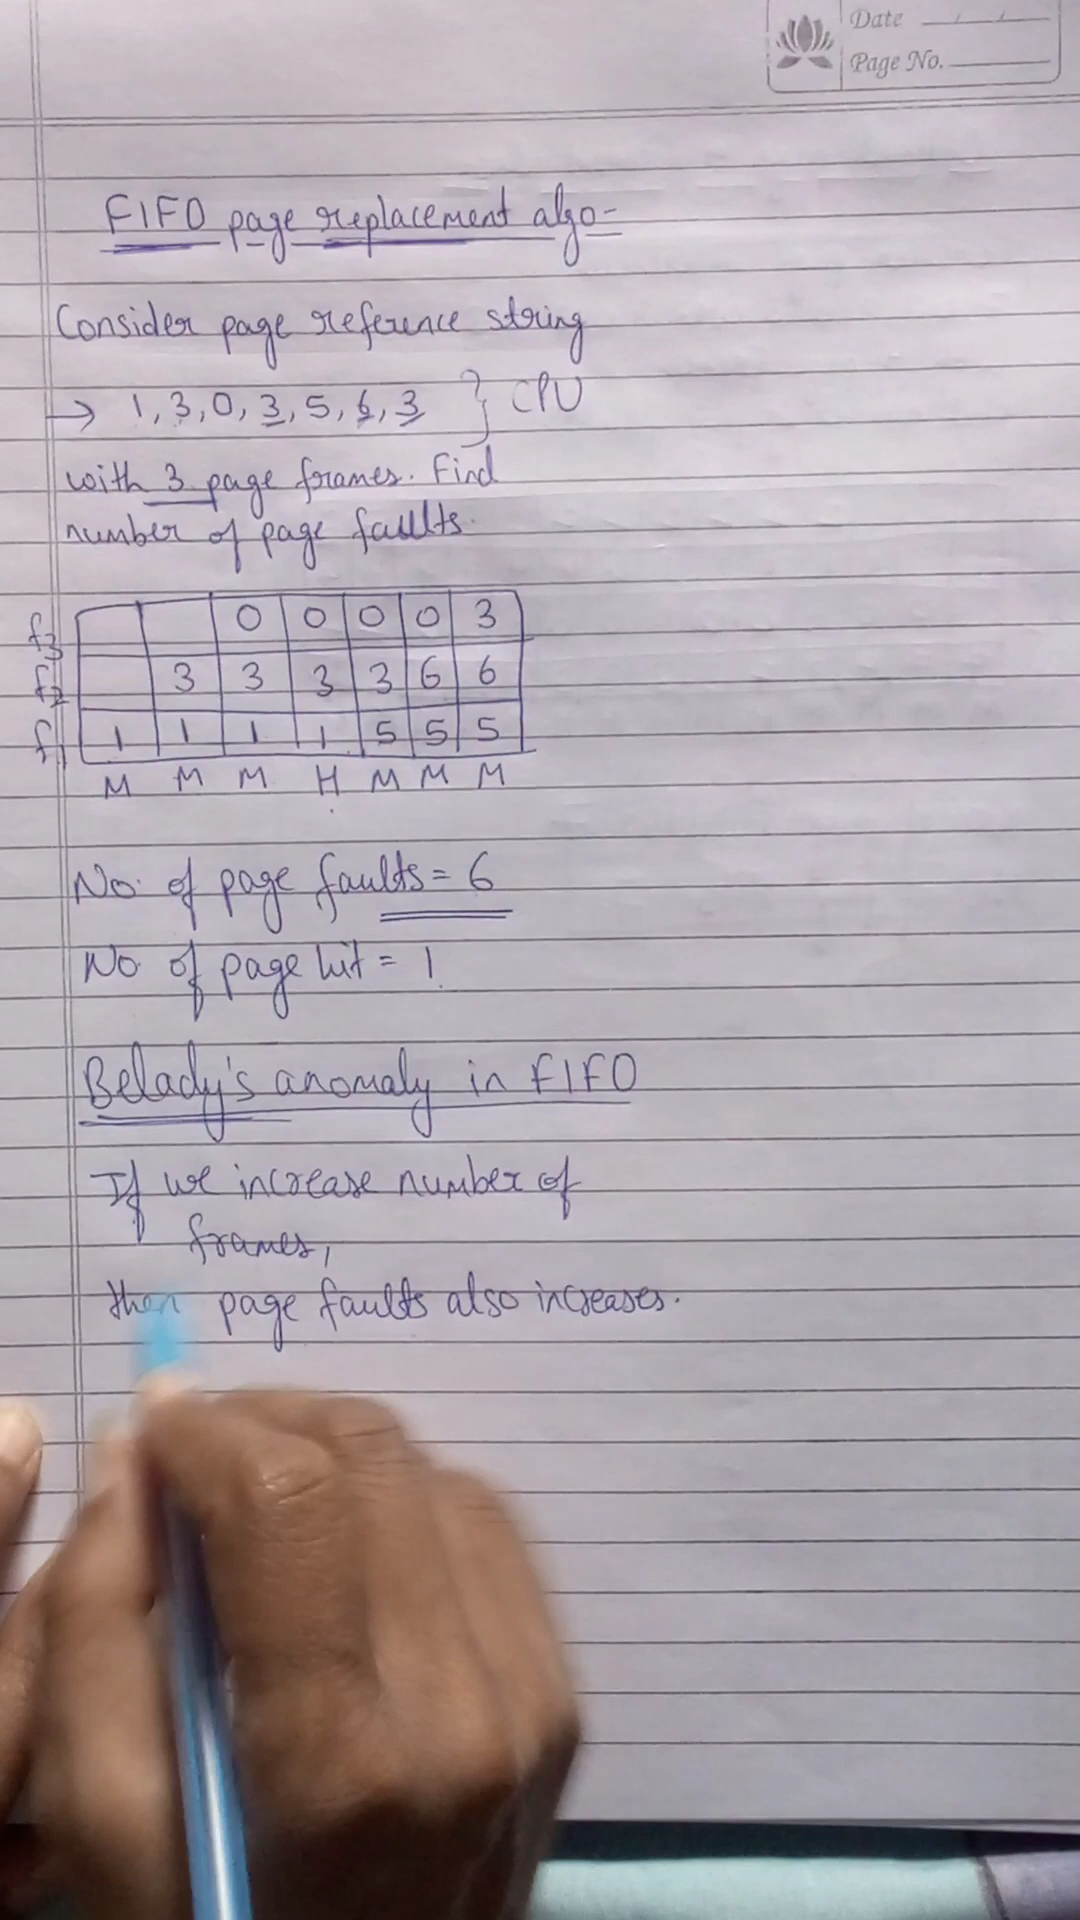 Date
Page No.
FIFO page replacement algo-
Consider page reference string
→ 1, 3, 0, 3, 5, 6, 3 } CPU
with 3 page frames. Find
number of page faults.
f3 0 0 0 0 3
f2 3 3 3 3 6 6
f1 1 1 1 1 5 5 5
M M M H M M M
No. of page faults = 6
No of page hit = 1
Belady's anomaly in FIFO
If we increase number of
frames,
then page faults also increases.